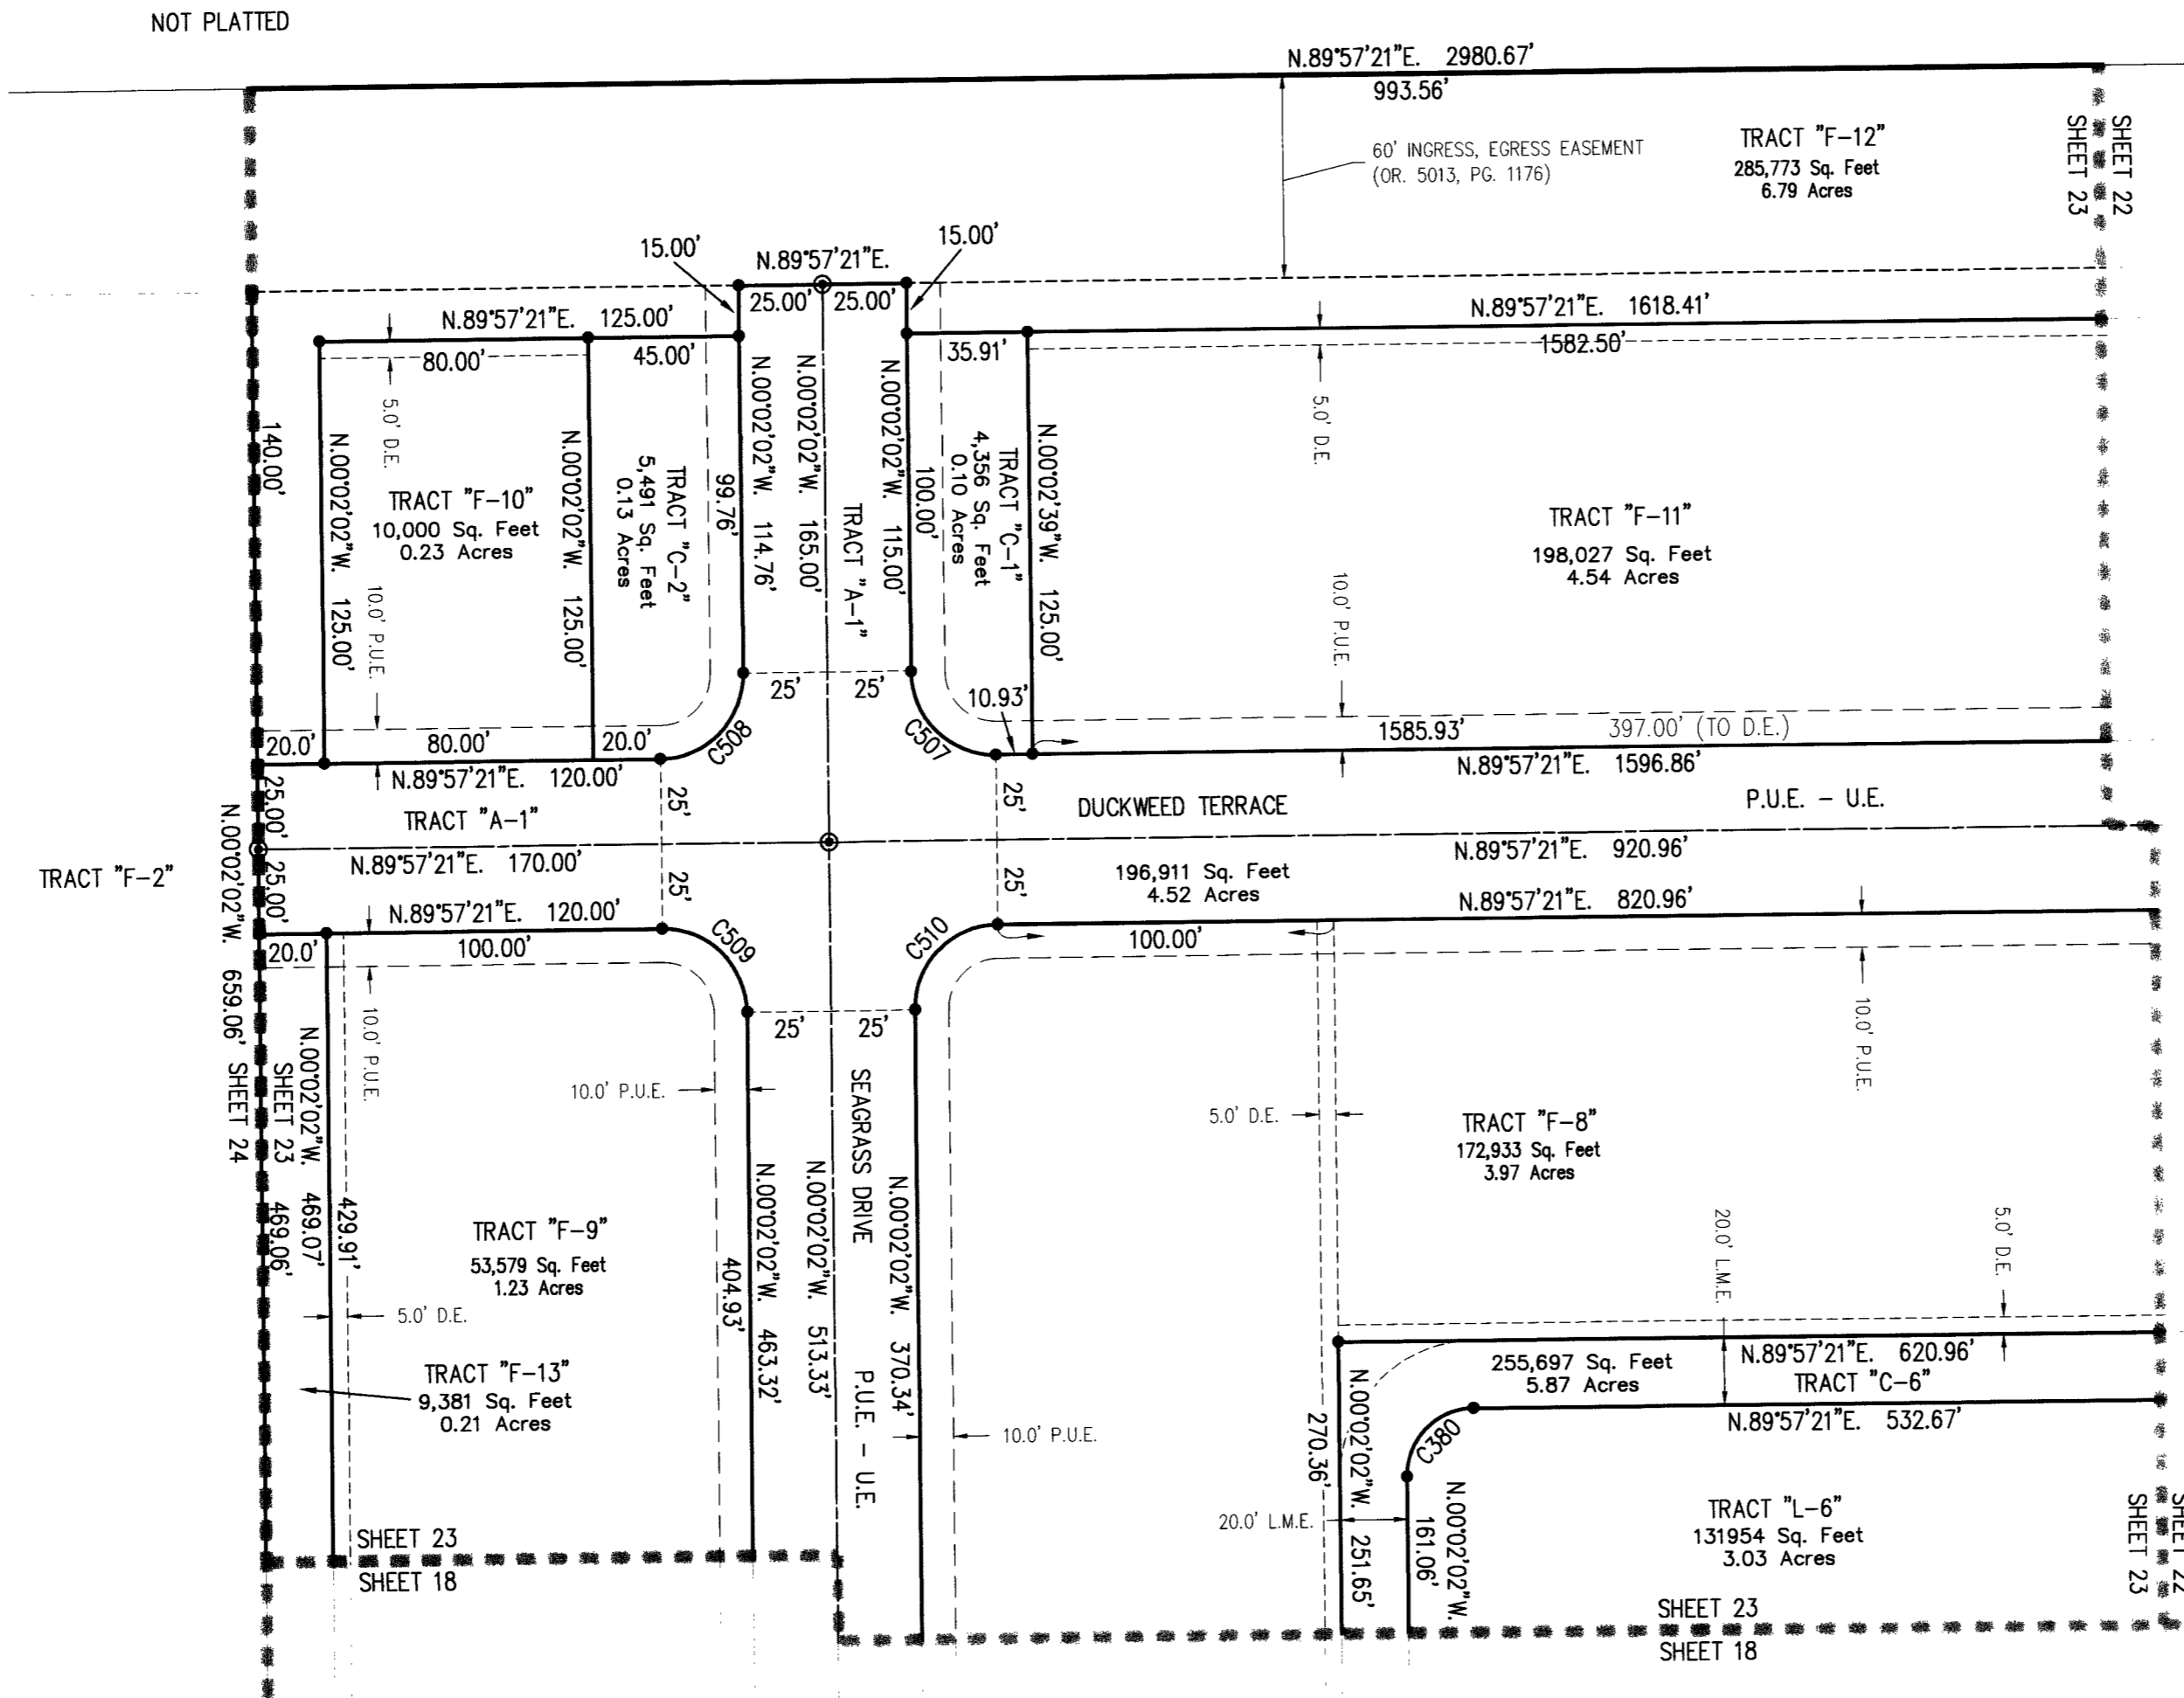 NOT PLATTED
N.89°57'21"E. 2980.67'
993.56'
60' INGRESS, EGRESS EASEMENT
(OR. 5013, PG. 1176)
TRACT "F-12"
285,773 Sq. Feet
6.79 Acres
SHEET 22
SHEET 23
15.00'
N.89°57'21"E.
15.00'
25.00'
25.00'
N.89°57'21"E. 125.00'
80.00'
45.00'
35.91'
N.89°57'21"E. 1618.41'
1582.50'
5.0' D.E.
5.0' D.E.
140.00'
N.00°02'02"W. 125.00'
TRACT "F-10"
10,000 Sq. Feet
0.23 Acres
10.0' P.U.E.
N.00°02'02"W. 125.00'
TRACT "C-2"
5,491 Sq. Feet
0.13 Acres
99.76'
N.00°02'02"W. 114.76'
N.00°02'02"W. 165.00'
TRACT "A-1"
N.00°02'02"W. 115.00'
100.00'
TRACT "C-1"
4,356 Sq. Feet
0.10 Acres
N.00°02'39"W. 125.00'
TRACT "F-11"
198,027 Sq. Feet
4.54 Acres
10.0' P.U.E.
25'
25'
10.93'
C508
C507
20.0'
80.00'
20.0'
1585.93'
397.00' (TO D.E.)
N.89°57'21"E. 120.00'
N.89°57'21"E. 1596.86'
25.00'
25'
25'
TRACT "A-1"
DUCKWEED TERRACE
P.U.E. - U.E.
TRACT "F-2"
N.00°02'02"W. 659.06'
25.00'
N.89°57'21"E. 170.00'
25'
25'
196,911 Sq. Feet
4.52 Acres
N.89°57'21"E. 920.96'
N.89°57'21"E. 120.00'
N.89°57'21"E. 820.96'
20.0'
100.00'
C509
C510
100.00'
10.0' P.U.E.
25'
25'
10.0' P.U.E.
SHEET 24
SHEET 23
469.06'
N.00°02'02"W. 469.07'
429.91'
10.0' P.U.E.
5.0' D.E.
TRACT "F-8"
172,933 Sq. Feet
3.97 Acres
SEAGRASS DRIVE
P.U.E. - U.E.
404.93'
N.00°02'02"W. 463.32'
N.00°02'02"W. 513.33'
N.00°02'02"W. 370.34'
TRACT "F-9"
53,579 Sq. Feet
1.23 Acres
5.0' D.E.
20.0' L.M.E.
5.0' D.E.
TRACT "F-13"
9,381 Sq. Feet
0.21 Acres
255,697 Sq. Feet
5.87 Acres
N.89°57'21"E. 620.96'
TRACT "C-6"
N.89°57'21"E. 532.67'
10.0' P.U.E.
270.36'
N.00°02'02"W. 251.65'
C380
N.00°02'02"W.
161.06'
20.0' L.M.E.
TRACT "L-6"
131954 Sq. Feet
3.03 Acres
SHEET 22
SHEET 23
SHEET 23
SHEET 18
SHEET 23
SHEET 18